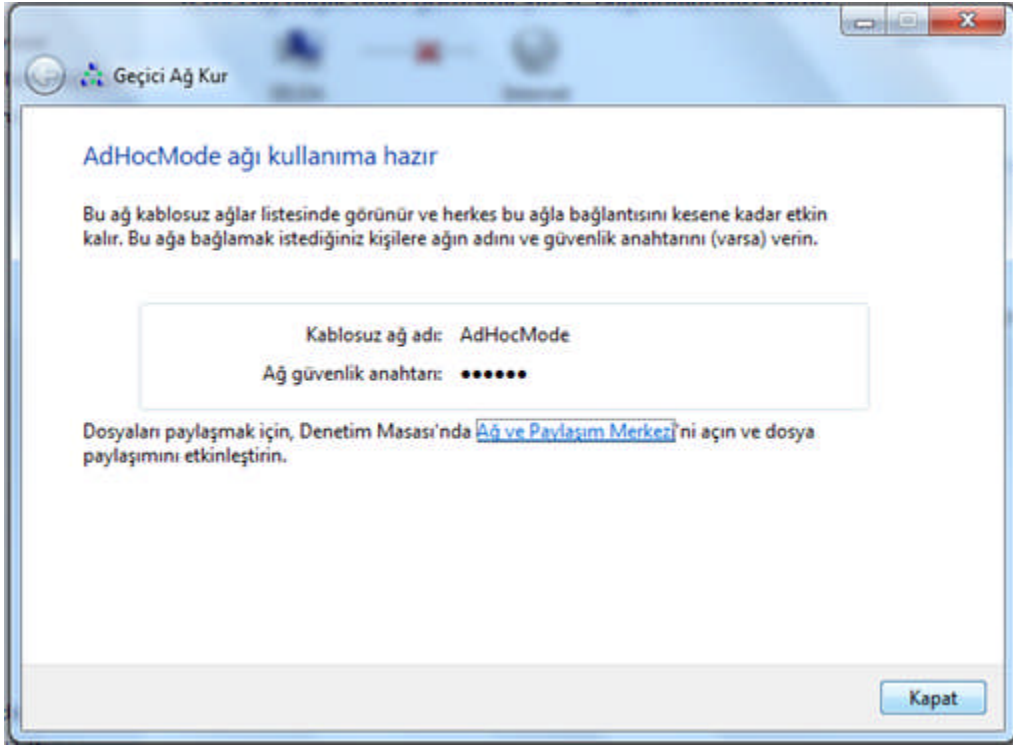 Geçici Ağ Kur
AdHocMode ağı kullanıma hazır
Bu ağ kablosuz ağlar listesinde görünür ve herkes bu ağla bağlantısını kesene kadar etkin
kalır. Bu ağa bağlamak istediğiniz kişilere ağın adını ve güvenlik anahtarını (varsa) verin.
Kablosuz ağ adı: AdHocMode
Ağ güvenlik anahtarı: ••••••
Dosyaları paylaşmak için, Denetim Masası'nda Ağ ve Paylaşım Merkezi'ni açın ve dosya
paylaşımını etkinleştirin.
Kapat